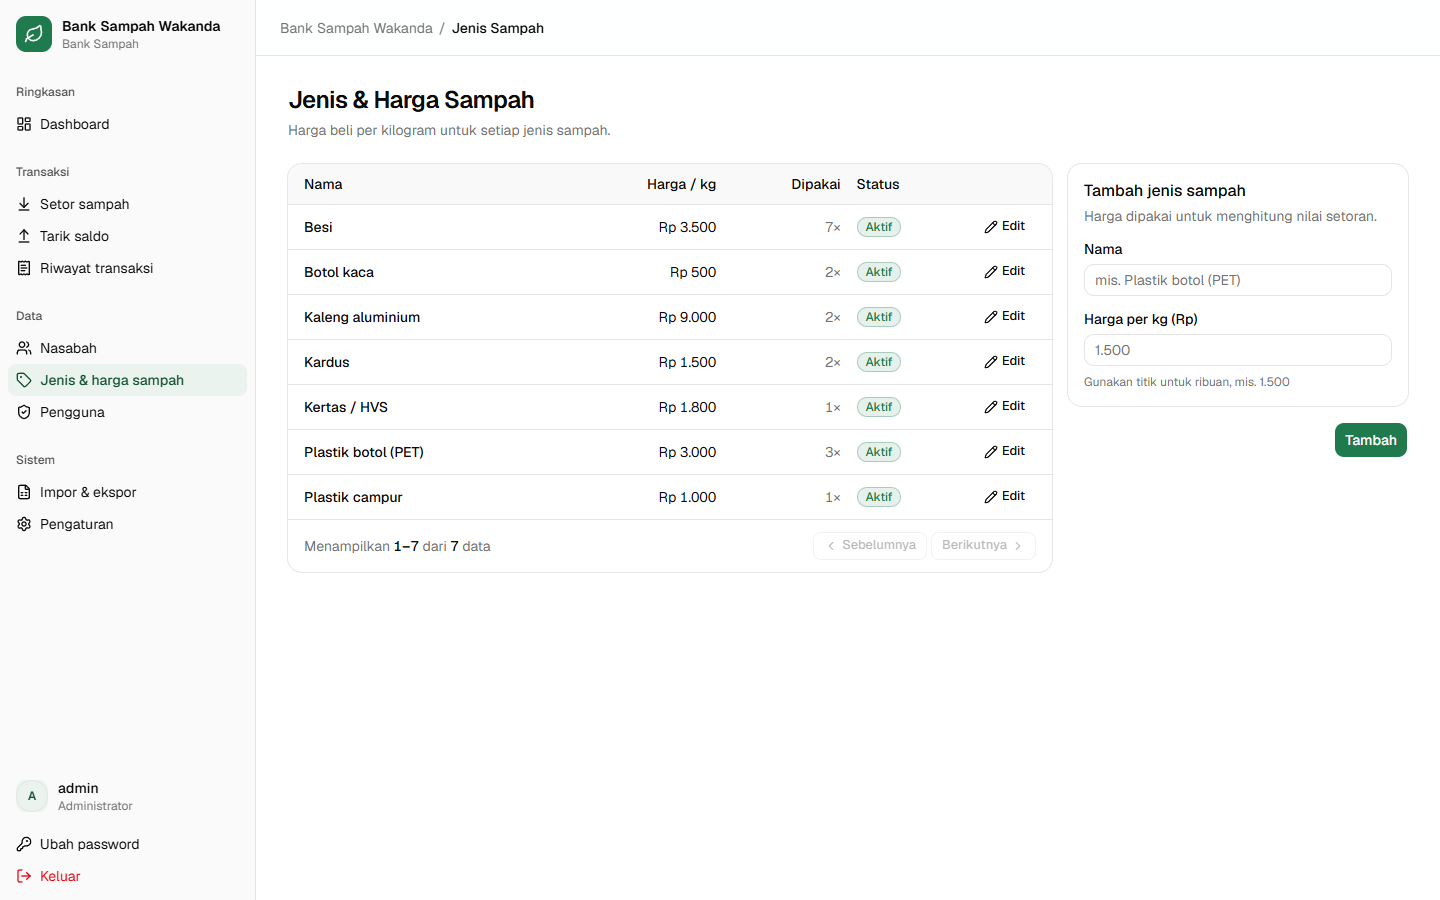 Bank Sampah Wakanda
Bank Sampah
Ringkasan
Dashboard
Transaksi
Setor sampah
Tarik saldo
Riwayat transaksi
Data
Nasabah
Jenis & harga sampah
Pengguna
Sistem
Impor & ekspor
Pengaturan
A
admin
Administrator
Ubah password
Keluar
Bank Sampah Wakanda / Jenis Sampah
Jenis & Harga Sampah
Harga beli per kilogram untuk setiap jenis sampah.
Nama Harga / kg Dipakai Status
Besi Rp 3.500 7× Aktif Edit
Botol kaca Rp 500 2× Aktif Edit
Kaleng aluminium Rp 9.000 2× Aktif Edit
Kardus Rp 1.500 2× Aktif Edit
Kertas / HVS Rp 1.800 1× Aktif Edit
Plastik botol (PET) Rp 3.000 3× Aktif Edit
Plastik campur Rp 1.000 1× Aktif Edit
Menampilkan 1–7 dari 7 data Sebelumnya Berikutnya
Tambah jenis sampah
Harga dipakai untuk menghitung nilai setoran.
Nama
mis. Plastik botol (PET)
Harga per kg (Rp)
1.500
Gunakan titik untuk ribuan, mis. 1.500
Tambah